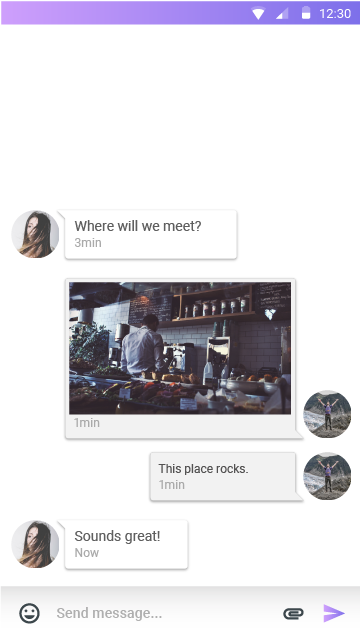 12:30
Where will we meet?
3min
1min
This place rocks.
1min
Sounds great!
Now
Send message...